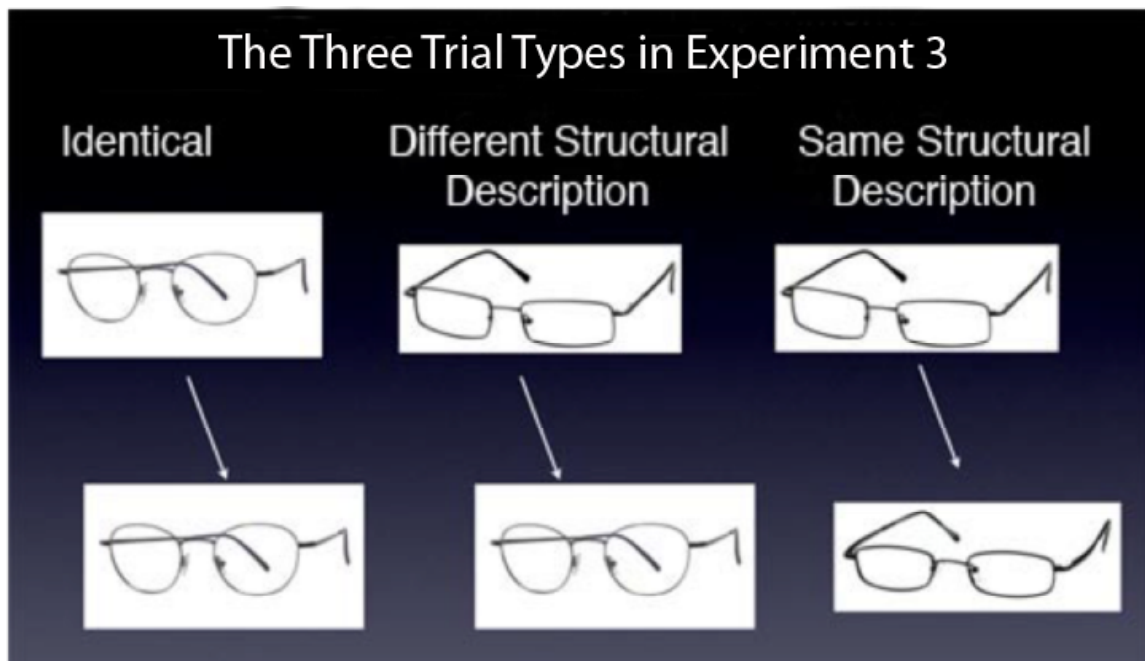 The Three Trial Types in Experiment 3
Identical
Different Structural
Description
Same Structural
Description